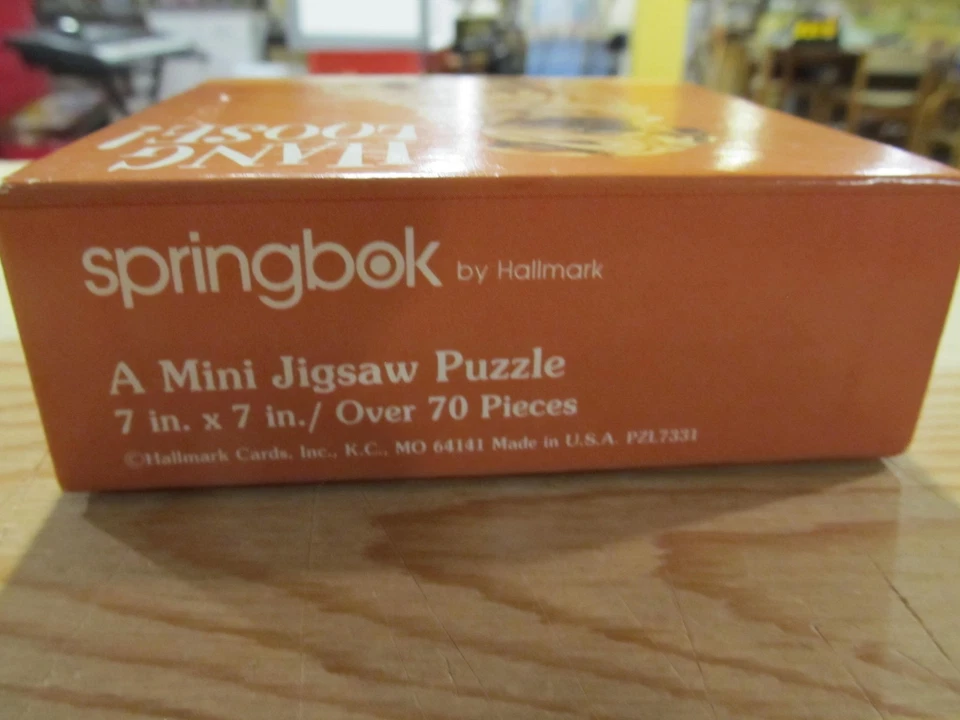 HANG
LOOSE!
springbok by Hallmark
A Mini Jigsaw Puzzle
7 in. x 7 in./ Over 70 Pieces
©Hallmark Cards, Inc., K.C., MO 64141 Made in U.S.A. PZL7331